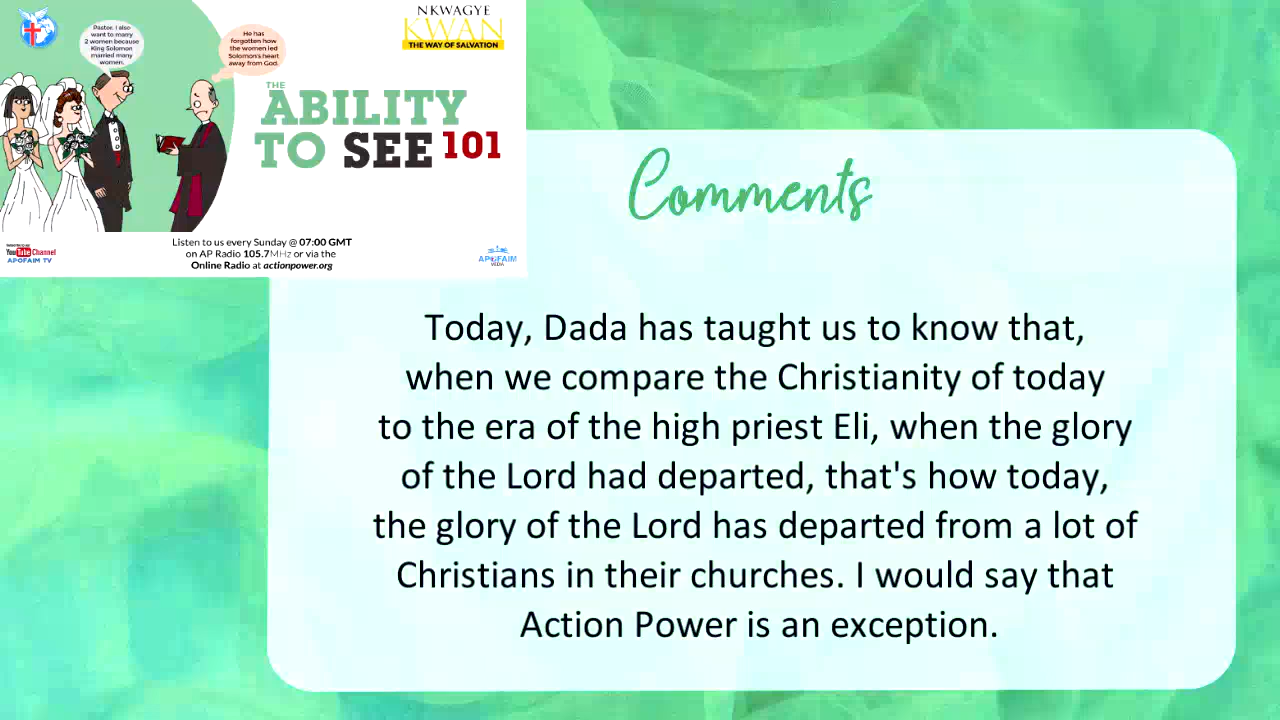 Pastor, I also
want to marry
2 women because
King Solomon
married many
women.
He has
forgotten how
the women led
Solomon's heart
away from God.
NKWAGYE
KWAN
THE WAY OF SALVATION
THE
ABILITY
TO SEE 101
Listen to us every Sunday @ 07:00 GMT
on AP Radio 105.7MHz or via the
Online Radio at actionpower.org
YouTube Channel
APOFAIM TV
APOFAIM
MEDIA
Comments
Today, Dada has taught us to know that,
when we compare the Christianity of today
to the era of the high priest Eli, when the glory
of the Lord had departed, that's how today,
the glory of the Lord has departed from a lot of
Christians in their churches. I would say that
Action Power is an exception.